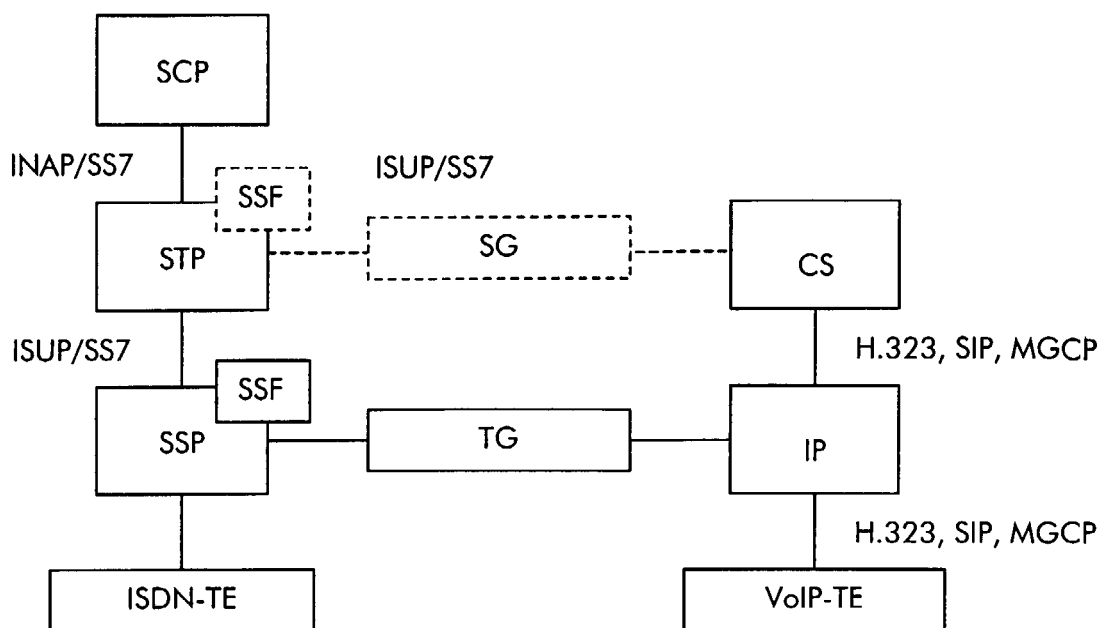 SCP
INAP/SS7
ISUP/SS7
SSF
STP
SG
CS
ISUP/SS7
H.323, SIP, MGCP
SSF
SSP
TG
IP
H.323, SIP, MGCP
ISDN-TE
VoIP-TE